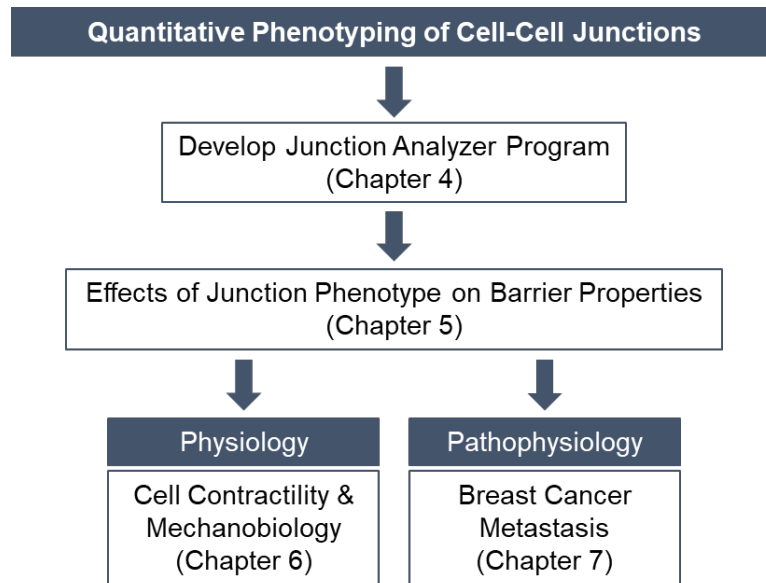 Quantitative Phenotyping of Cell-Cell Junctions
Develop Junction Analyzer Program
(Chapter 4)
Effects of Junction Phenotype on Barrier Properties
(Chapter 5)
Physiology
Cell Contractility &
Mechanobiology
(Chapter 6)
Pathophysiology
Breast Cancer
Metastasis
(Chapter 7)